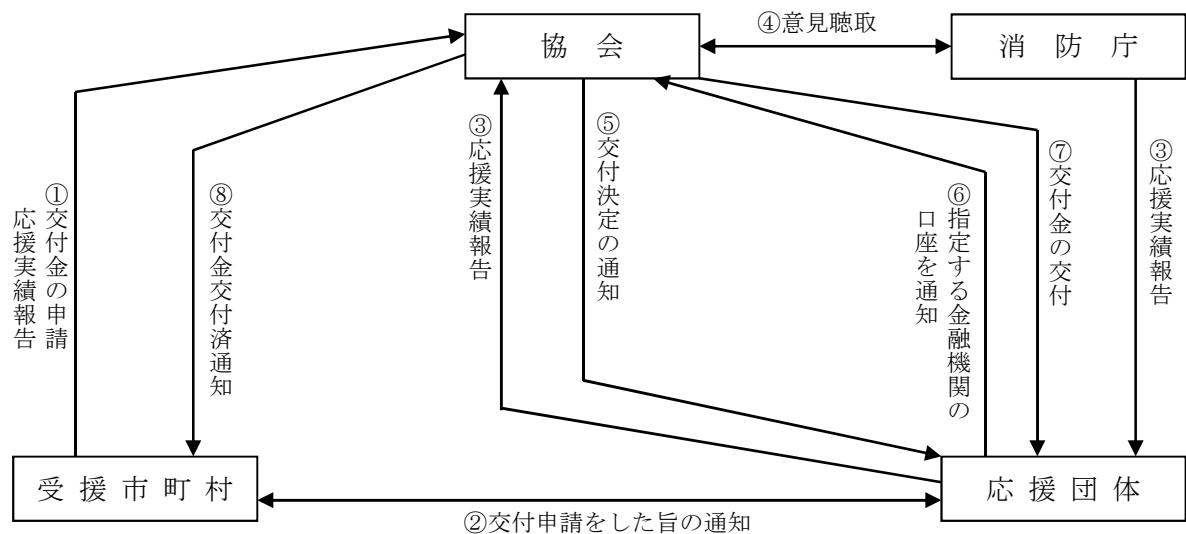 協会
④意見聴取
消防庁
①交付金の申請
応援実績報告
⑧交付金交付済通知
③応援実績報告
⑤交付決定の通知
⑥指定する金融機関の
口座を通知
⑦交付金の交付
③応援実績報告
受援市町村
②交付申請をした旨の通知
応援団体